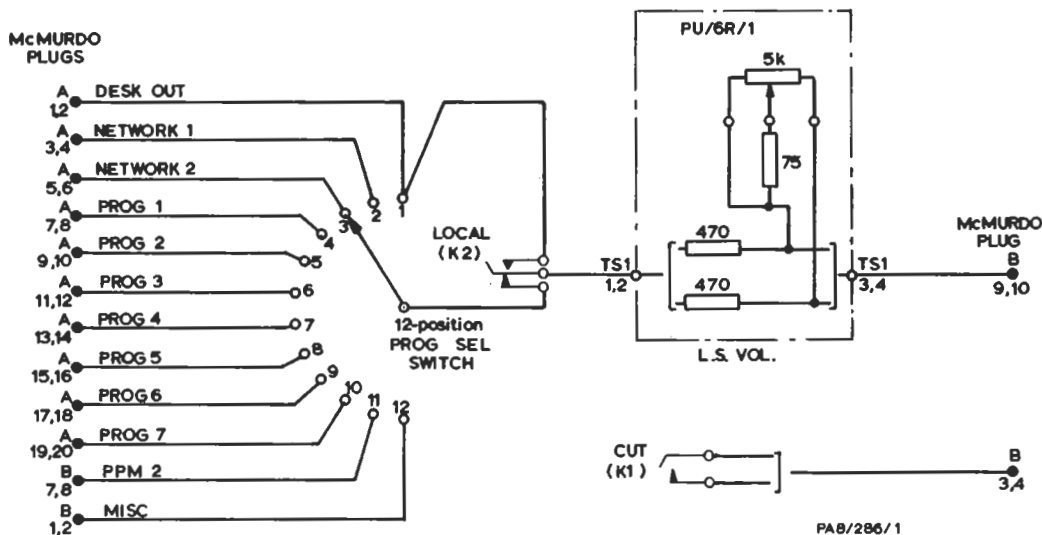 McMURDO
PLUGS
A
1,2
DESK OUT
A
3,4
NETWORK 1
A
5,6
NETWORK 2
A
7,8
PROG 1
A
9,10
PROG 2
A
11,12
PROG 3
A
13,14
PROG 4
A
15,16
PROG 5
A
17,18
PROG 6
A
19,20
PROG 7
B
7,8
PPM 2
B
1,2
MISC
1
2
3
4
5
6
7
8
9
10
11
12
12-position
PROG SEL
SWITCH
LOCAL
(K2)
TS1
1,2
PU/6R/1
5k
75
470
470
TS1
3,4
L.S. VOL.
McMURDO
PLUG
B
9,10
CUT
(K1)
B
3,4
PA8/286/1